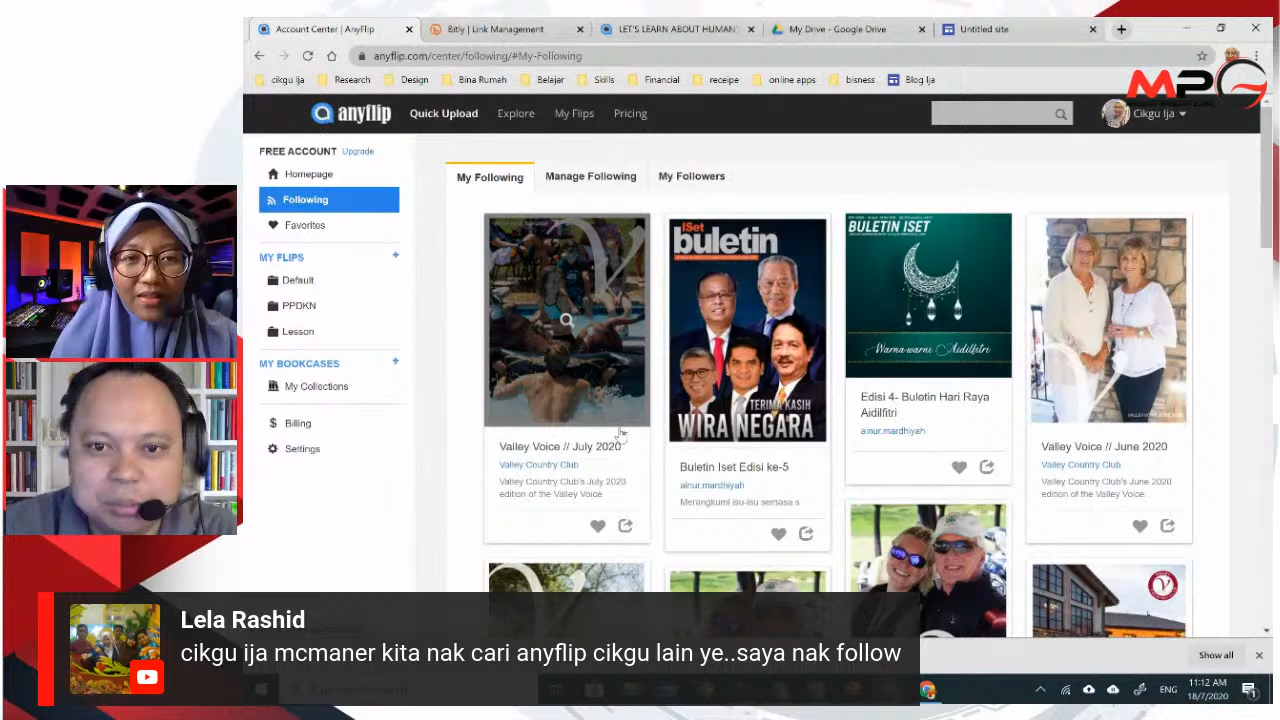 Account Center | AnyFlip
Bitly | Link Management
LET'S LEARN ABOUT HUMAN'
My Drive - Google Drive
Untitled site
anyflip.com/center/following/#My-Following
cikgu Ija
Research
Design
Bina Rumah
Belajar
Skills
Financial
receipe
online apps
bisness
Blog Ija
MPG
anyflip
Quick Upload
Explore
My Flips
Pricing
Cikgu Ija
FREE ACCOUNT Upgrade
Homepage
Following
Favorites
MY FLIPS +
Default
PPDKN
Lesson
MY BOOKCASES +
My Collections
Billing
Settings
My Following
Manage Following
My Followers
Valley Voice // July 2020
Valley Country Club
Valley Country Club's July 2020
edition of the Valley Voice
iSet
buletin
TERIMA KASIH
WIRA NEGARA
Buletin Iset Edisi ke-5
ainur.mardhiyah
Merangkumi isu-isu semasa s
BULETIN ISET
Warna-warni Aidilfitri
Edisi 4- Buletin Hari Raya
Aidilfitri
ainur.mardhiyah
Valley Voice // June 2020
Valley Country Club
Valley Country Club's June 2020
edition of the Valley Voice
Lela Rashid
cikgu ija mcmaner kita nak cari anyflip cikgu lain ye..saya nak follow
Show all
ENG
11:12 AM
18/7/2020